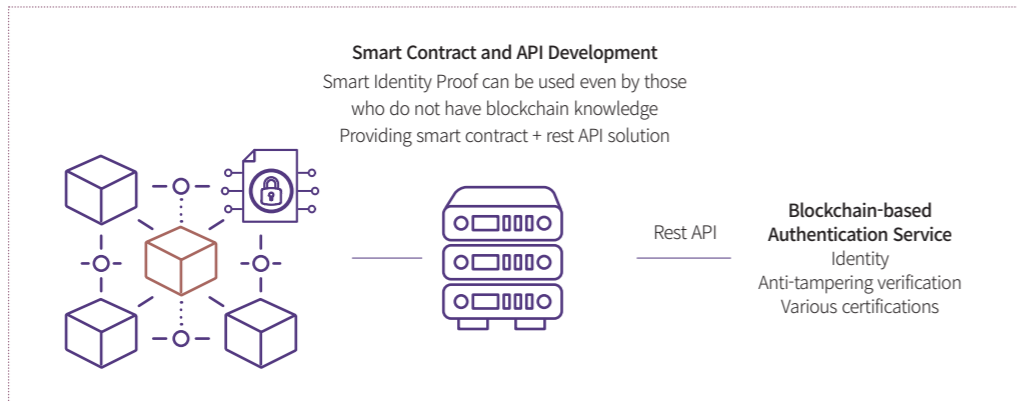 Smart Contract and API Development
Smart Identity Proof can be used even by those
who do not have blockchain knowledge
Providing smart contract + rest API solution
Rest API
Blockchain-based
Authentication Service
Identity
Anti-tampering verification
Various certifications